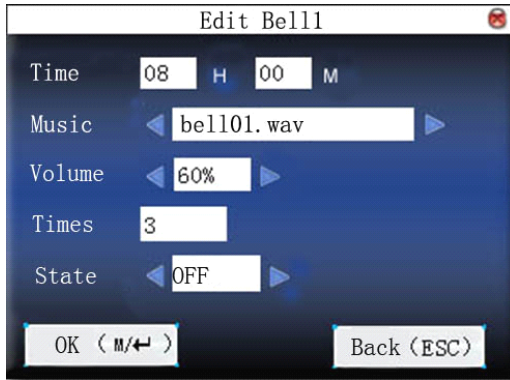 Edit Bell1
Time 08 H 00 M
Music bell01.wav
Volume 60%
Times 3
State OFF
OK (M/↵) Back(ESC)